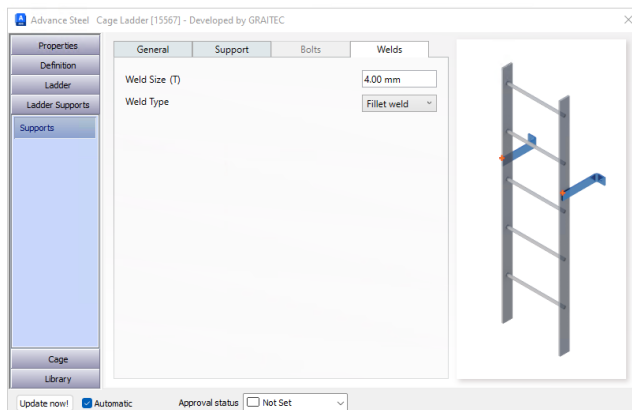 Advance Steel   Cage Ladder [15567] - Developed by GRAITEC
Properties
Definition
Ladder
Ladder Supports
Supports
Cage
Library
General Support Bolts Welds
Weld Size (T) 4.00 mm
Weld Type Fillet weld
Update now! Automatic Approval status Not Set